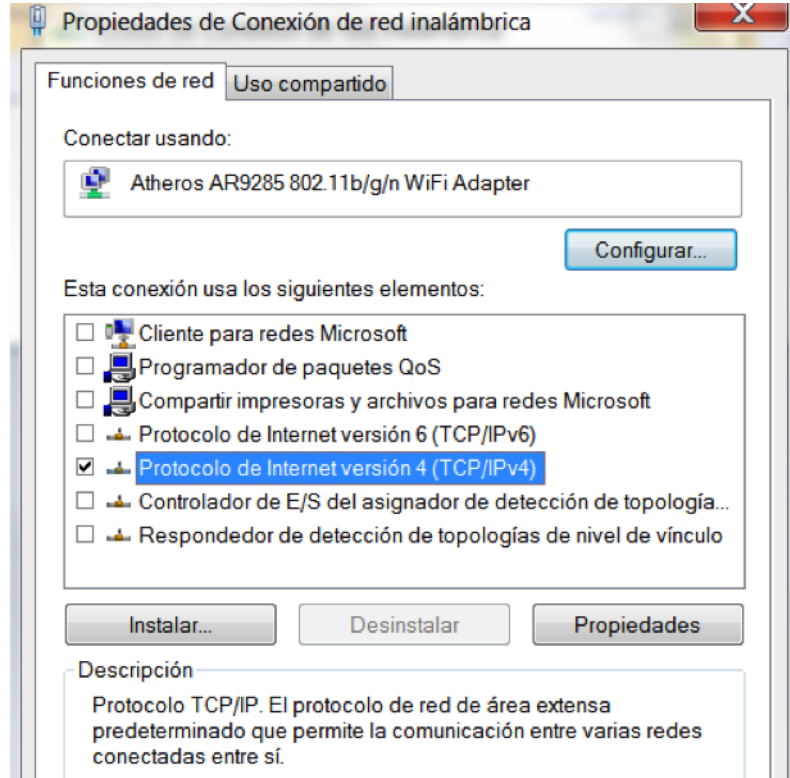 Propiedades de Conexión de red inalámbrica
X
Funciones de red
Uso compartido
Conectar usando:
Atheros AR9285 802.11b/g/n WiFi Adapter
Configurar...
Esta conexión usa los siguientes elementos:
Cliente para redes Microsoft
Programador de paquetes QoS
Compartir impresoras y archivos para redes Microsoft
Protocolo de Internet versión 6 (TCP/IPv6)
Protocolo de Internet versión 4 (TCP/IPv4)
Controlador de E/S del asignador de detección de topología...
Respondedor de detección de topologías de nivel de vínculo
Instalar...
Desinstalar
Propiedades
Descripción
Protocolo TCP/IP. El protocolo de red de área extensa
predeterminado que permite la comunicación entre varias redes
conectadas entre sí.